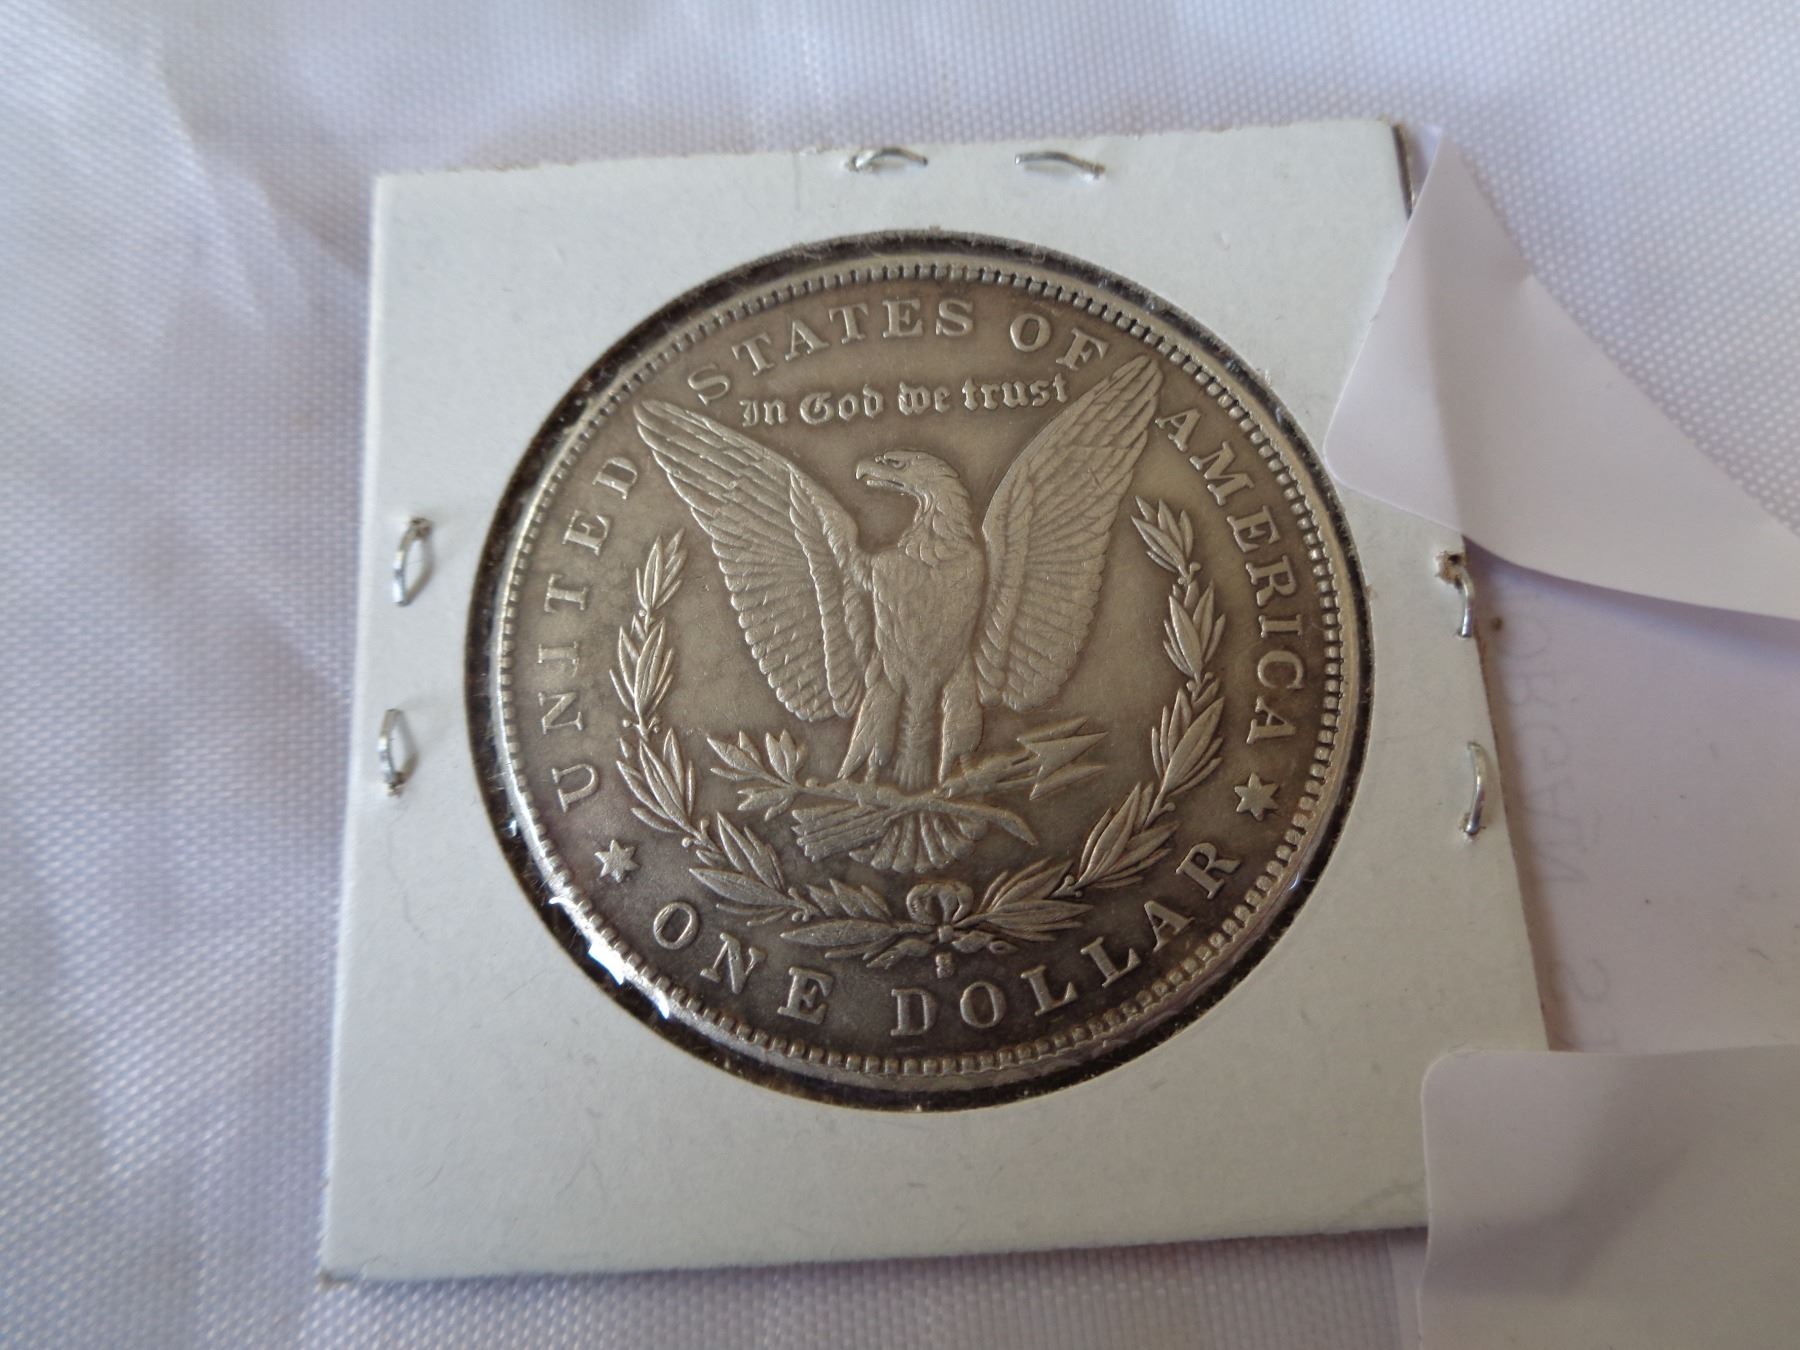 UNITED STATES OF AMERICA
In God we trust
S
ONE DOLLAR